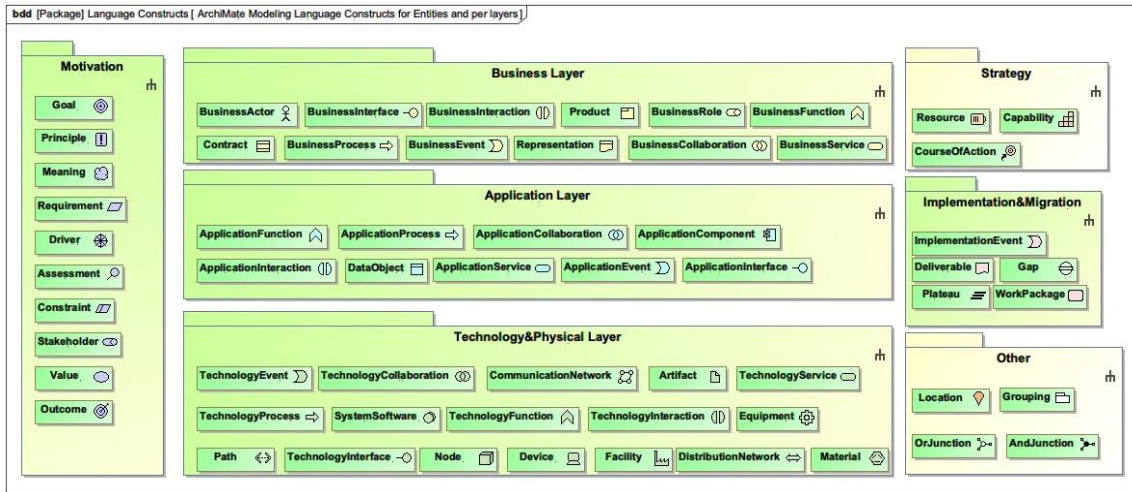 bdd [Package] Language Constructs [ ArchiMate Modeling Language Constructs for Entities and per layers]
Motivation
Goal
Principle
Meaning
Requirement
Driver
Assessment
Constraint
Stakeholder
Value
Outcome
Business Layer
BusinessActor BusinessInterface BusinessInteraction Product BusinessRole BusinessFunction
Contract BusinessProcess BusinessEvent Representation BusinessCollaboration BusinessService
Application Layer
ApplicationFunction ApplicationProcess ApplicationCollaboration ApplicationComponent
ApplicationInteraction DataObject ApplicationService ApplicationEvent ApplicationInterface
Technology&Physical Layer
TechnologyEvent TechnologyCollaboration CommunicationNetwork Artifact TechnologyService
TechnologyProcess SystemSoftware TechnologyFunction TechnologyInteraction Equipment
Path TechnologyInterface Node Device Facility DistributionNetwork Material
Strategy
Resource Capability
CourseOfAction
Implementation&Migration
ImplementationEvent
Deliverable Gap
Plateau WorkPackage
Other
Location Grouping
OrJunction AndJunction